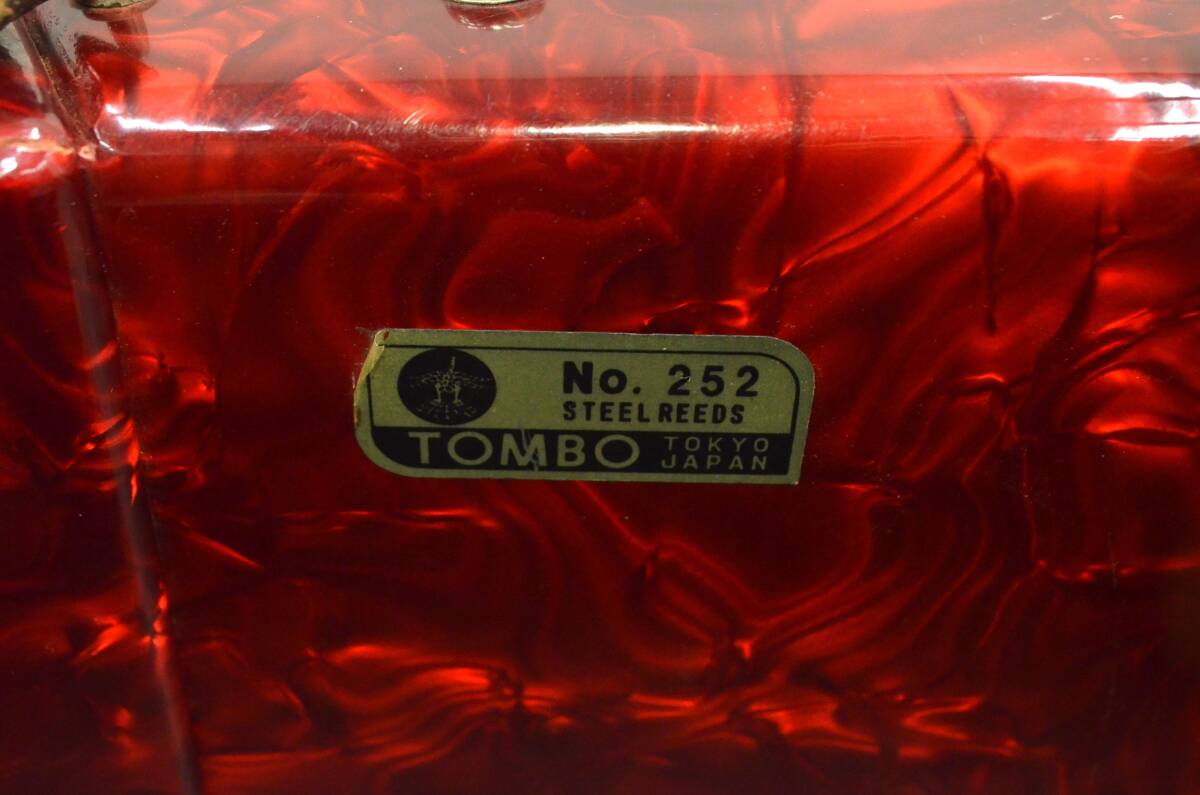 No. 252
STEEL REEDS
TOMBO
TOKYO
JAPAN